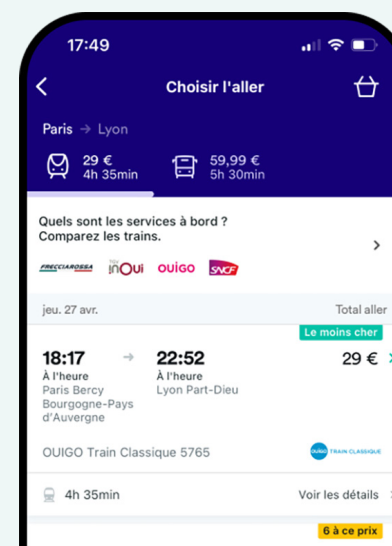 17:49
Choisir l'aller
Paris → Lyon
29 €
4h 35min
59,99 €
5h 30min
Quels sont les services à bord ?
Comparez les trains.
FRECCIAROSSA inOui OUIGO SNCF
jeu. 27 avr. Total aller
Le moins cher
18:17 → 22:52 29 €
À l'heure À l'heure
Paris Bercy Lyon Part-Dieu
Bourgogne-Pays
d'Auvergne
OUIGO Train Classique 5765 OUIGO TRAIN CLASSIQUE
4h 35min Voir les détails
6 à ce prix